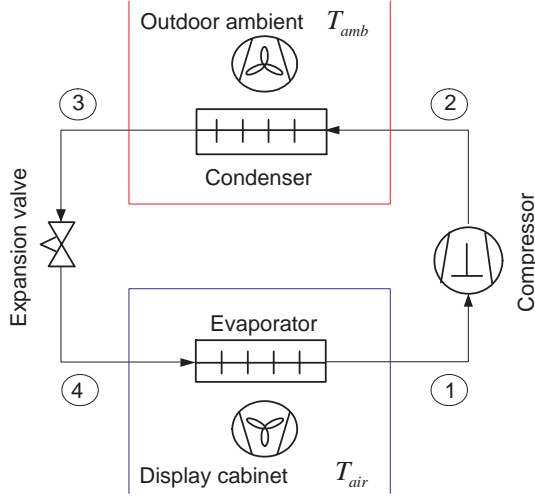 Outdoor ambient T_amb
3
2
Condenser
Expansion valve
Compressor
Evaporator
4
1
Display cabinet T_air